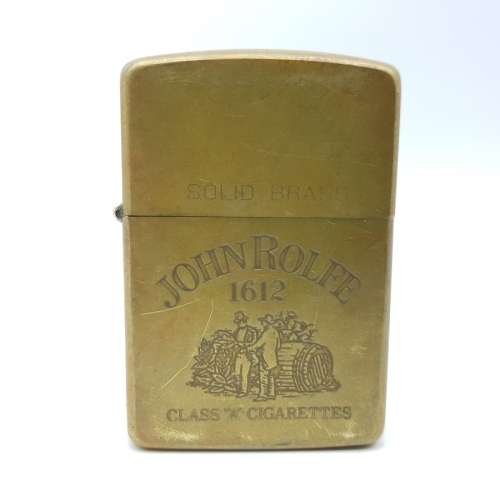 SOLID BRASS
JOHN ROLFE
1612
CLASS "A" CIGARETTES